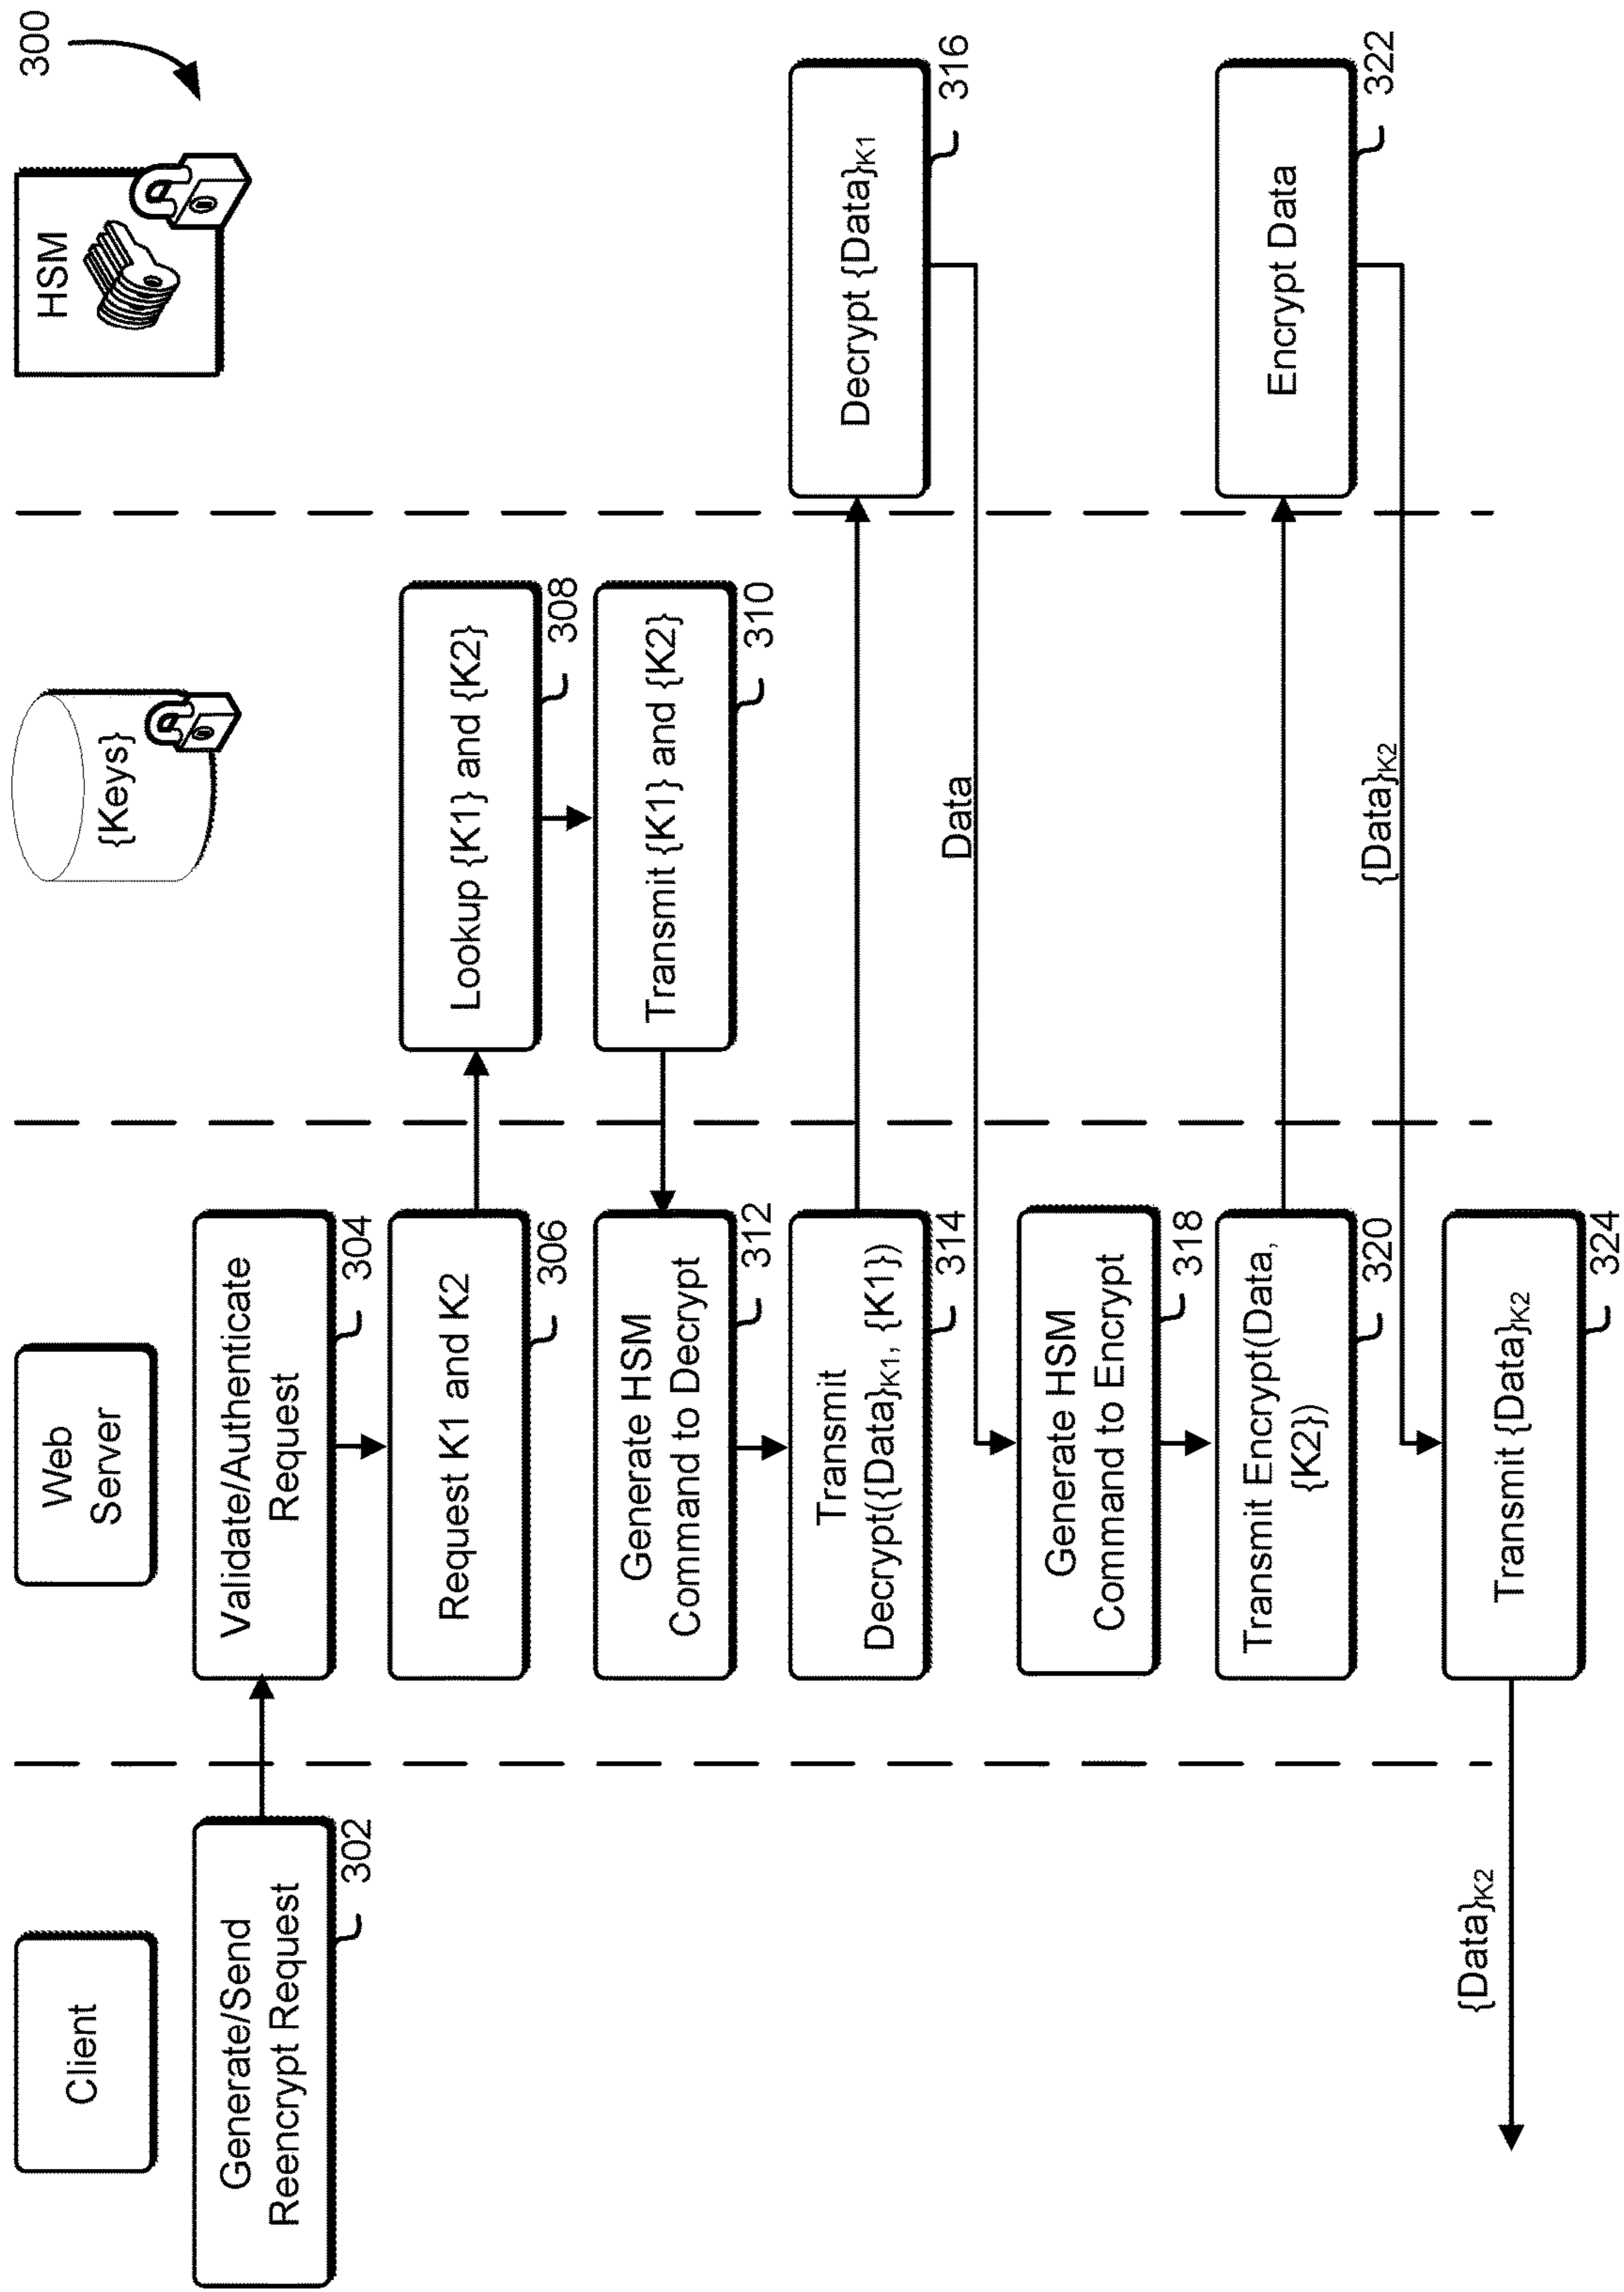 300
Client
Web
Server
{Keys}
HSM
Generate/Send
Reencrypt Request
302
Validate/Authenticate
Request
304
Request K1 and K2
306
Lookup {K1} and {K2}
308
Transmit {K1} and {K2}
310
Generate HSM
Command to Decrypt
312
Transmit
Decrypt({Data}K1, {K1})
314
Decrypt {Data}K1
316
Data
Generate HSM
Command to Encrypt
318
Transmit Encrypt(Data,
{K2})
320
Encrypt Data
322
{Data}K2
Transmit {Data}K2
324
{Data}K2